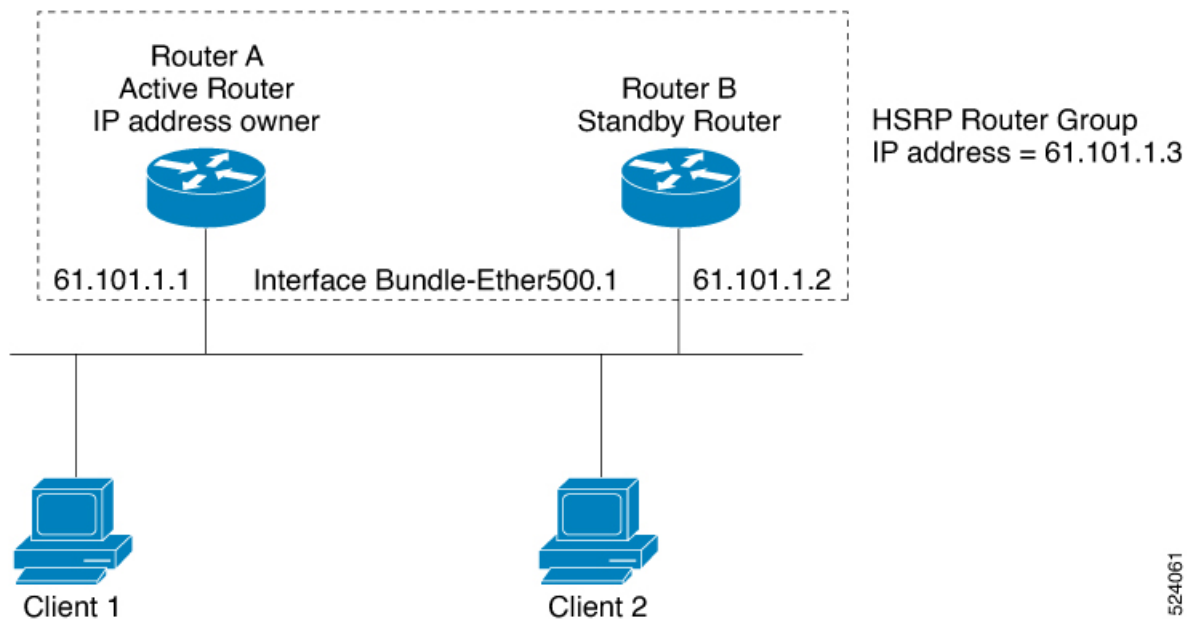 Router A
Active Router
IP address owner
Router B
Standby Router
HSRP Router Group
IP address = 61.101.1.3
61.101.1.1
Interface Bundle-Ether500.1
61.101.1.2
Client 1
Client 2
524061